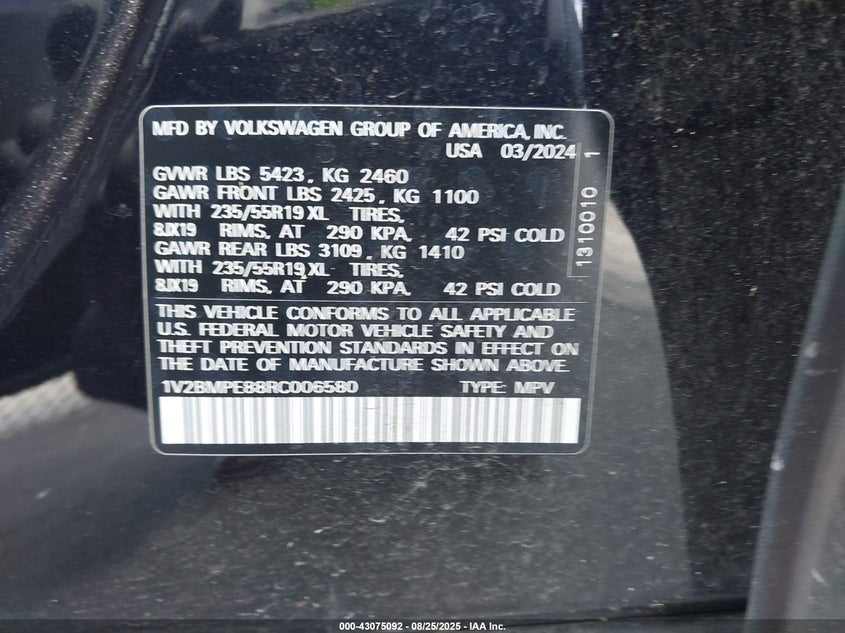 MFD BY VOLKSWAGEN GROUP OF AMERICA, INC.
USA 03/2024
GVWR LBS 5423, KG 2460
GAWR FRONT LBS 2425, KG 1100
WITH 235/55R19 XL TIRES,
8JX19 RIMS, AT 290 KPA, 42 PSI COLD
GAWR REAR LBS 3109, KG 1410
WITH 235/55R19 XL TIRES,
8JX19 RIMS, AT 290 KPA, 42 PSI COLD
THIS VEHICLE CONFORMS TO ALL APPLICABLE
U.S. FEDERAL MOTOR VEHICLE SAFETY AND
THEFT PREVENTION STANDARDS IN EFFECT ON
THE DATE OF MANUFACTURE SHOWN ABOVE.
1V2BMPE88RC006580 TYPE: MPV
1310010 1
000-43075092 - 08/25/2025 - IAA Inc.